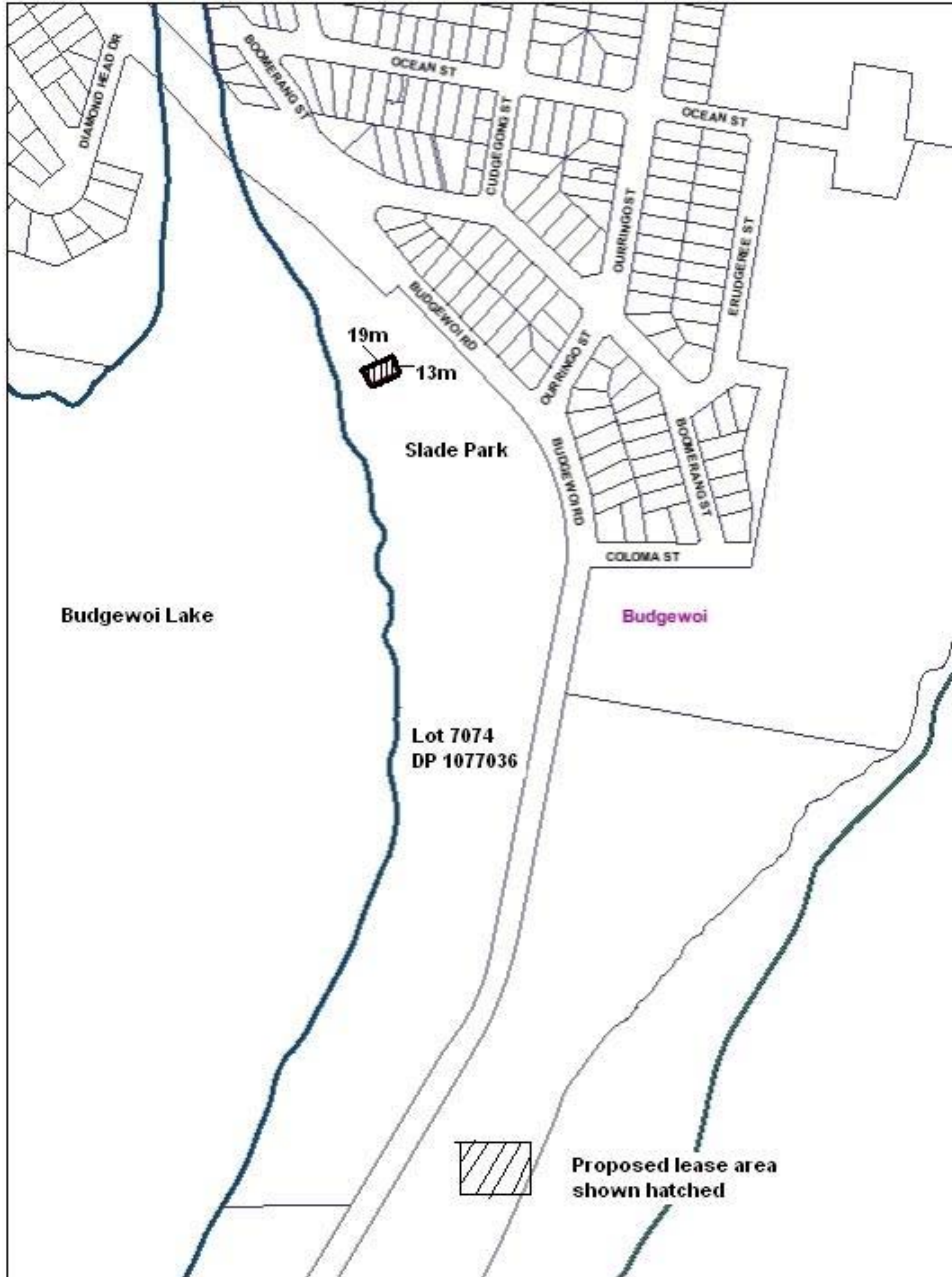 DIAMOND HEAD DR
BOOMERANG ST
OCEAN ST
CUDGEGONG ST
OCEAN ST
OURRINGO ST
ERUDGEREE ST
BUDGEWOI RD
19m
13m
OURRINGO ST
Slade Park
BUDGEWOI RD
BOOMERANG ST
COLOMA ST
Budgewoi Lake
Budgewoi
Lot 7074
DP 1077036
Proposed lease area
shown hatched